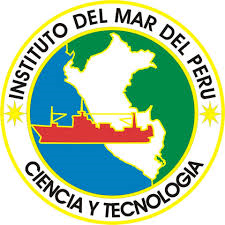 INSTITUTO DEL MAR DEL PERU
CIENCIA Y TECNOLOGIA